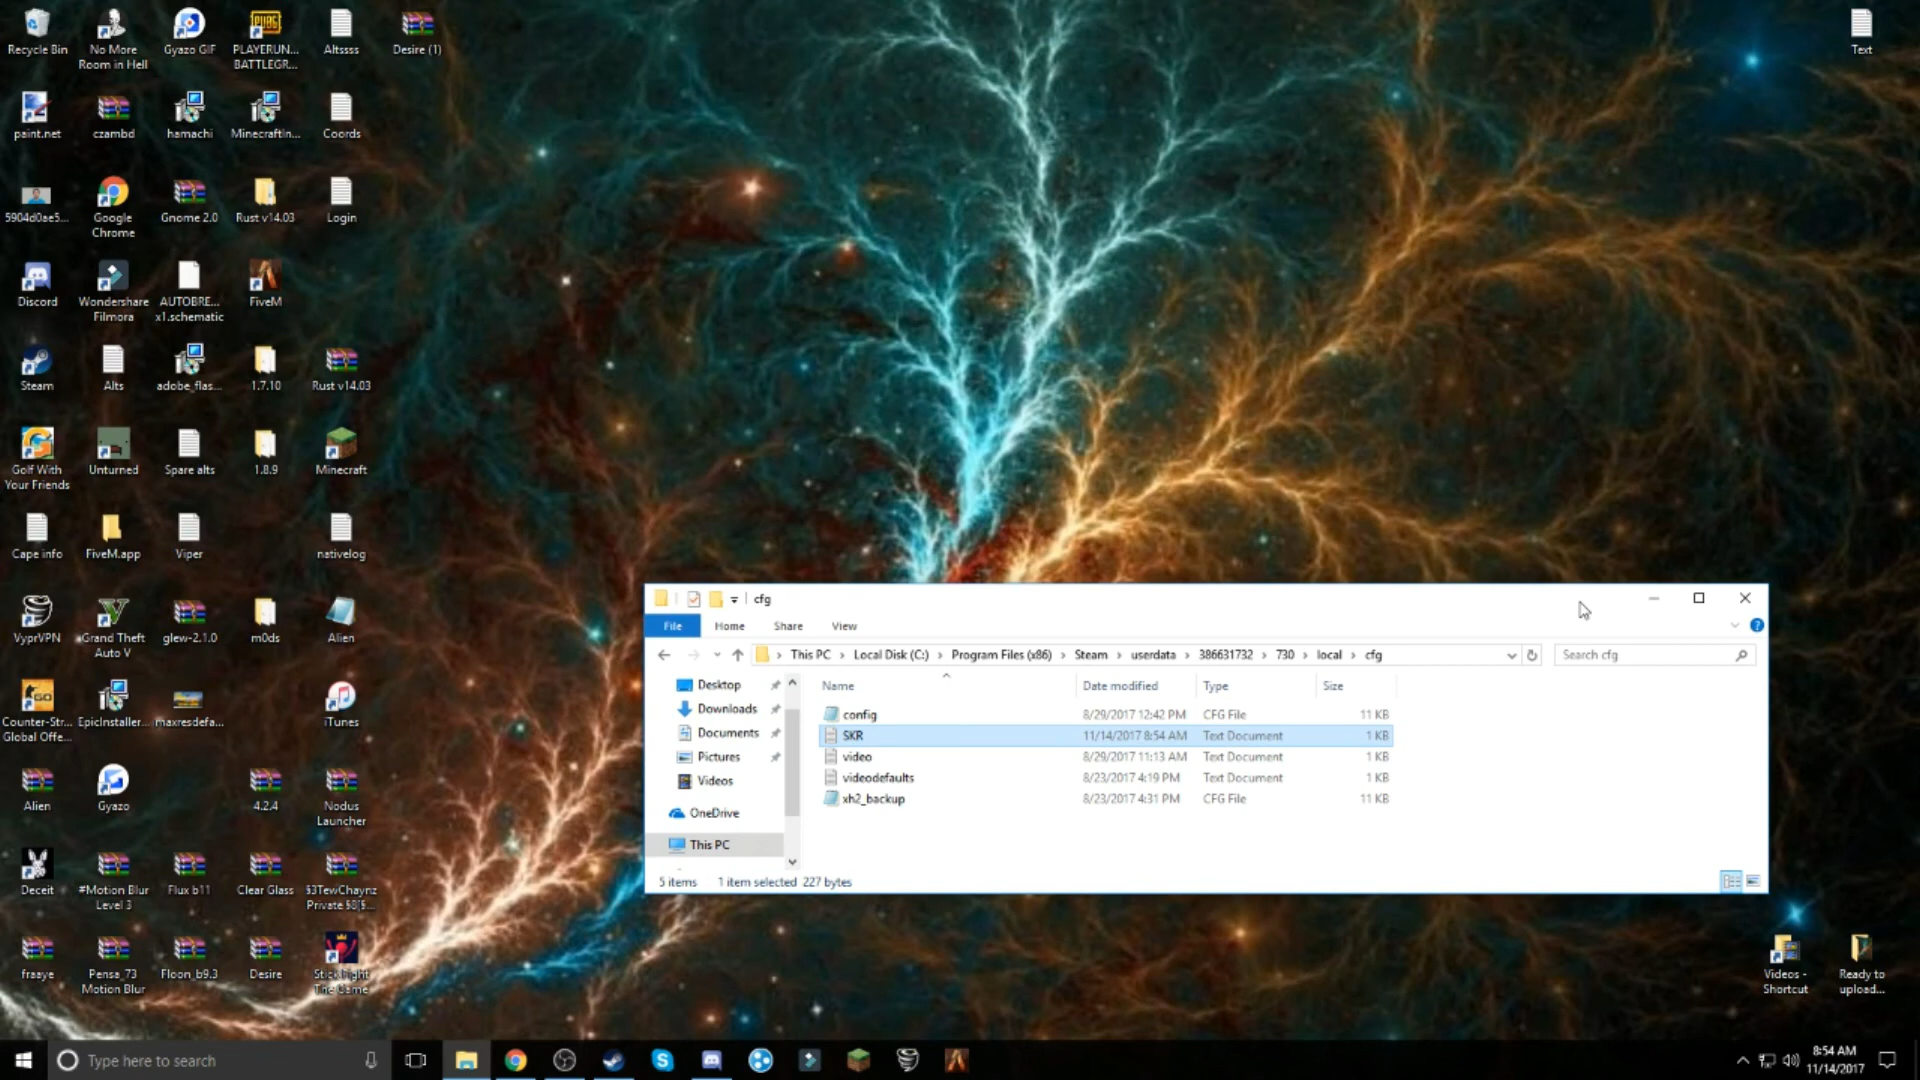 Recycle Bin
No More
Room in Hell
Gyazo GIF
PLAYERUN...
BATTLEGR...
Altssss
Desire (1)
Text
paint.net
czambd
hamachi
MinecraftIn...
Coords
5904d0ae5...
Google
Chrome
Gnome 2.0
Rust v14.03
Login
Discord
Wondershare
Filmora
AUTOBRE...
x1.schematic
FiveM
Steam
Alts
adobe_flas...
1.7.10
Rust v14.03
Golf With
Your Friends
Unturned
Spare alts
1.8.9
Minecraft
Cape info
FiveM.app
Viper
nativelog
VyprVPN
Grand Theft
Auto V
glew-2.1.0
m0ds
Alien
Counter-Str...
Global Offe...
EpicInstaller...
maxresdefa...
iTunes
Alien
Gyazo
4.2.4
Nodus
Launcher
Deceit
#Motion Blur
Level 3
Flux b11
Clear Glass
§3TewChaynz
Private §8[§...
fraaye
Pensa_73
Motion Blur
Floon_b9.3
Desire
Stick Fight
The Game
Videos -
Shortcut
Ready to
upload...
cfg
File
Home
Share
View
This PC
Local Disk (C:)
Program Files (x86)
Steam
userdata
386631732
730
local
cfg
Search cfg
Desktop
Downloads
Documents
Pictures
Videos
OneDrive
This PC
Name
Date modified
Type
Size
config 8/29/2017 12:42 PM CFG File 11 KB
SKR 11/14/2017 8:54 AM Text Document 1 KB
video 8/29/2017 11:13 AM Text Document 1 KB
videodefaults 8/23/2017 4:19 PM Text Document 1 KB
xh2_backup 8/23/2017 4:31 PM CFG File 11 KB
5 items 1 item selected 227 bytes
Type here to search
8:54 AM
11/14/2017